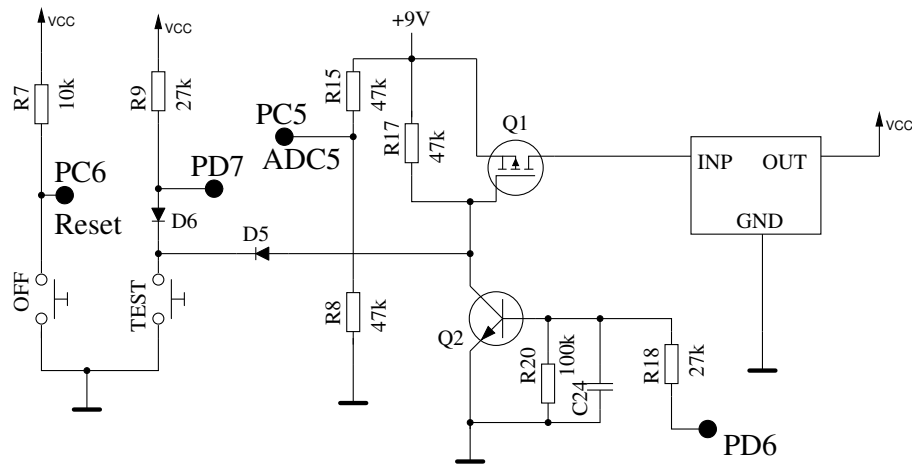 VCC
VCC
+9V
R7
10k
R9
27k
R15
47k
PC5
ADC5
R17
47k
Q1
INP
OUT
GND
VCC
PC6
Reset
PD7
D6
D5
OFF
TEST
R8
47k
Q2
R20
100k
C24
R18
27k
PD6